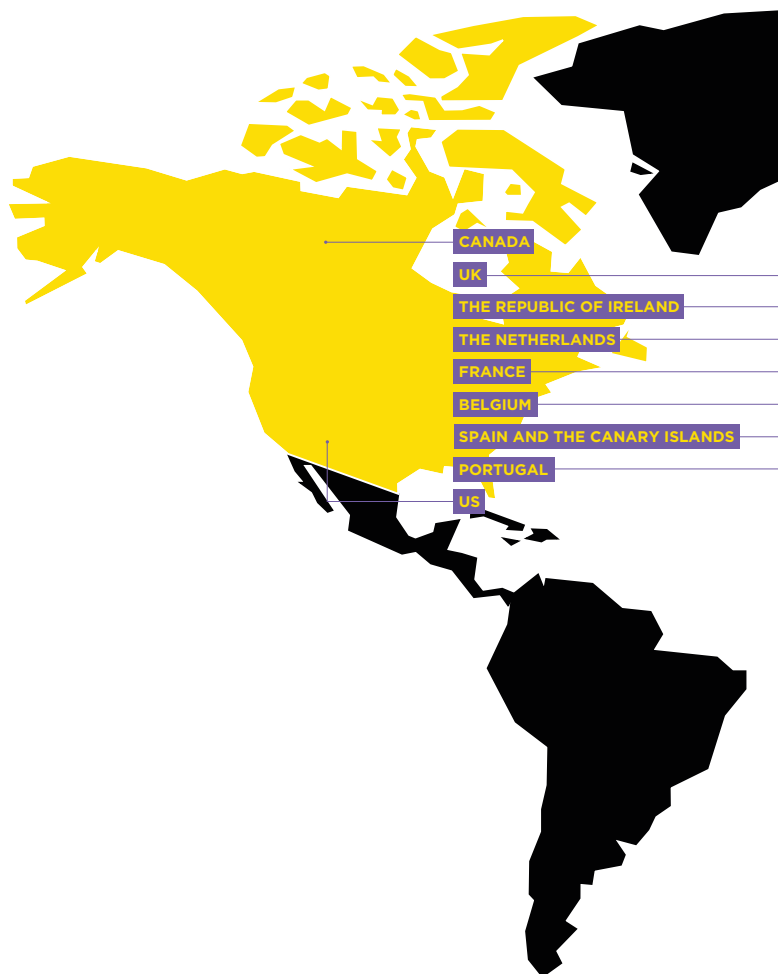 CANADA
UK
THE REPUBLIC OF IRELAND
THE NETHERLANDS
FRANCE
BELGIUM
SPAIN AND THE CANARY ISLANDS
PORTUGAL
US